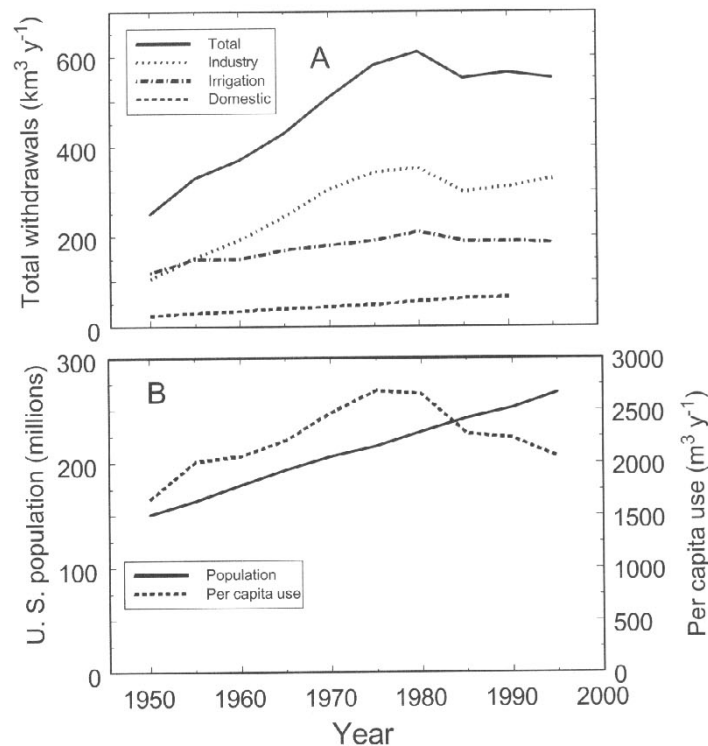 A
Total
Industry
Irrigation
Domestic
Total withdrawals (km³ y⁻¹)
600
400
200
0
B
Population
Per capita use
U. S. population (millions)
300
200
100
0
Per capita use (m³ y⁻¹)
3000
2500
2000
1500
1000
500
0
1950
1960
1970
1980
1990
2000
Year